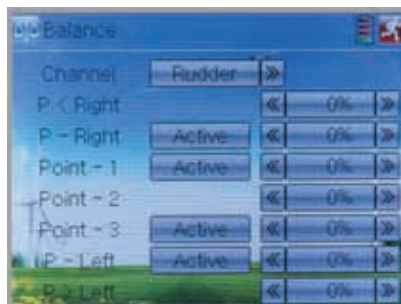 Balance
Channel Rudder »
P < Right « 0% »
P - Right Active « 0% »
Point - 1 Active « 0% »
Point - 2 « 0% »
Point - 3 Active « 0% »
P - Left Active « 0% »
P > Left « 0% »